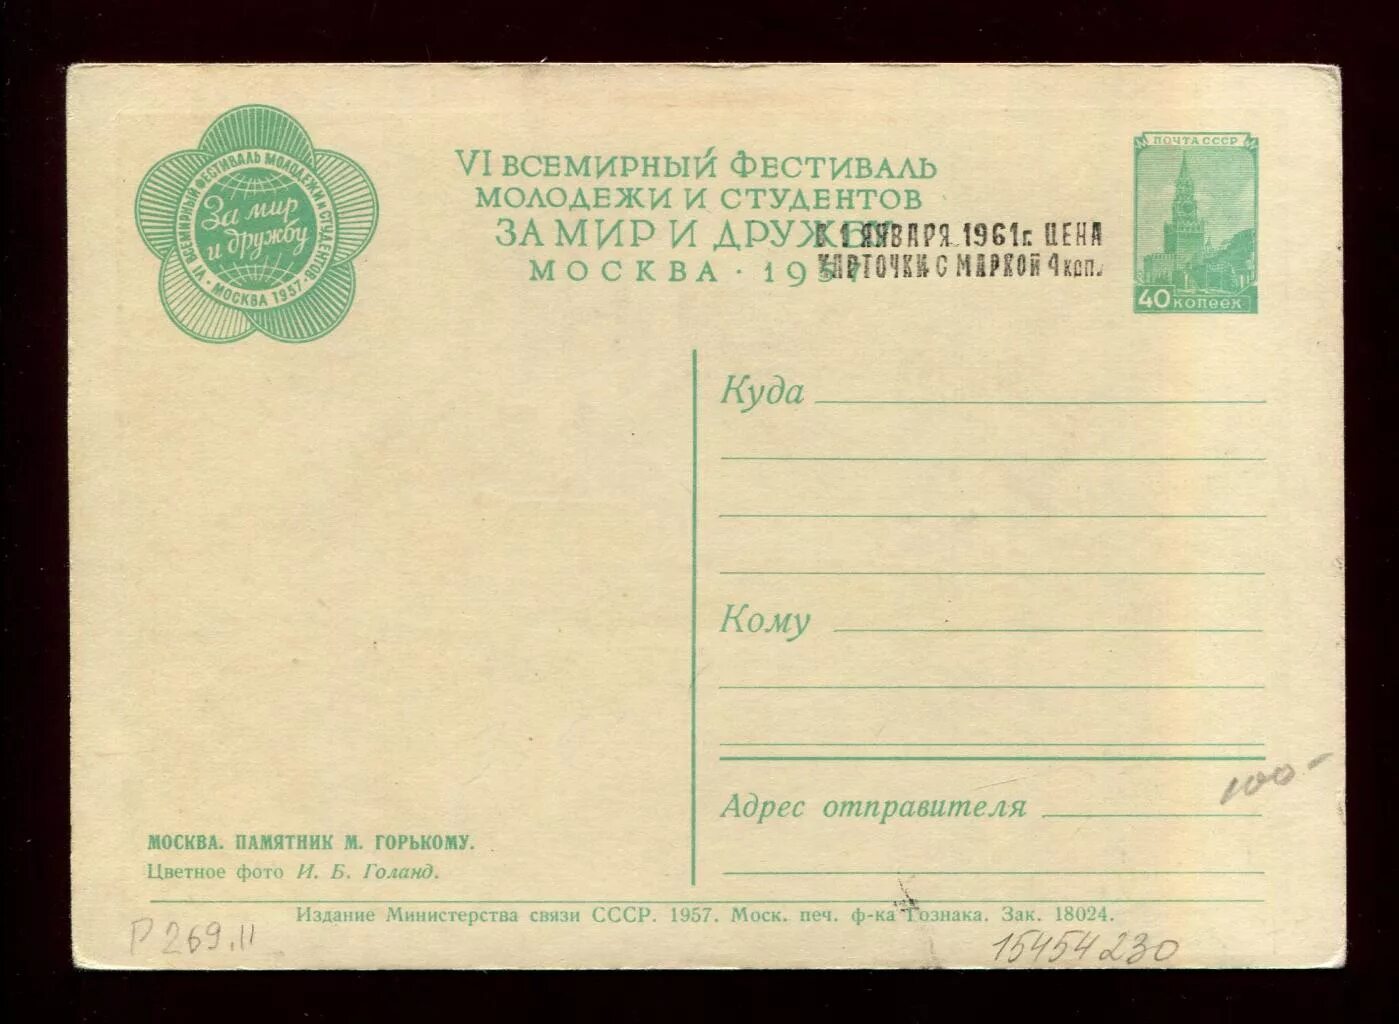 VI ВСЕМИРНЫЙ ФЕСТИВАЛЬ МОЛОДЕЖИ И СТУДЕНТОВ · МОСКВА 1957 ·
За мир
и дружбу
VI ВСЕМИРНЫЙ ФЕСТИВАЛЬ
МОЛОДЕЖИ И СТУДЕНТОВ
ЗА МИР И ДРУЖБУ
МОСКВА · 1957
1 ЯНВАРЯ 1961г. ЦЕНА
КАРТОЧКИ С МАРКОЙ 4 коп.
ПОЧТА СССР
40 КОПЕЕК
Куда
Кому
Адрес отправителя
100-
МОСКВА. ПАМЯТНИК М. ГОРЬКОМУ.
Цветное фото И. Б. Голанд.
Издание Министерства связи СССР. 1957. Моск. печ. ф-ка Гознака. Зак. 18024.
Р 269.11
15454230